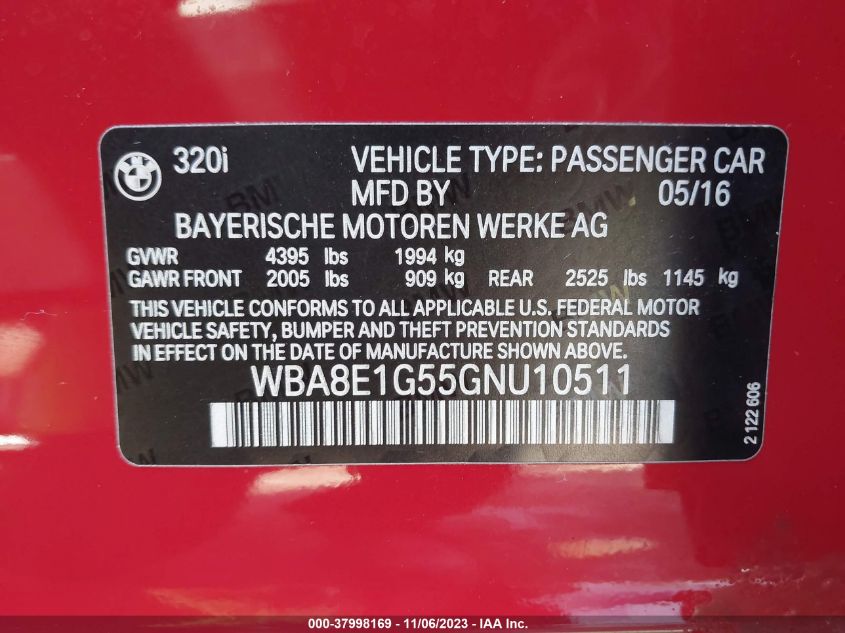 320i VEHICLE TYPE: PASSENGER CAR
MFD BY 05/16
BAYERISCHE MOTOREN WERKE AG
GVWR 4395 lbs 1994 kg
GAWR FRONT 2005 lbs 909 kg REAR 2525 lbs 1145 kg
THIS VEHICLE CONFORMS TO ALL APPLICABLE U.S. FEDERAL MOTOR
VEHICLE SAFETY, BUMPER AND THEFT PREVENTION STANDARDS
IN EFFECT ON THE DATE OF MANUFACTURE SHOWN ABOVE.
WBA8E1G55GNU10511
2 122 606
000-37998169 - 11/06/2023 - IAA Inc.